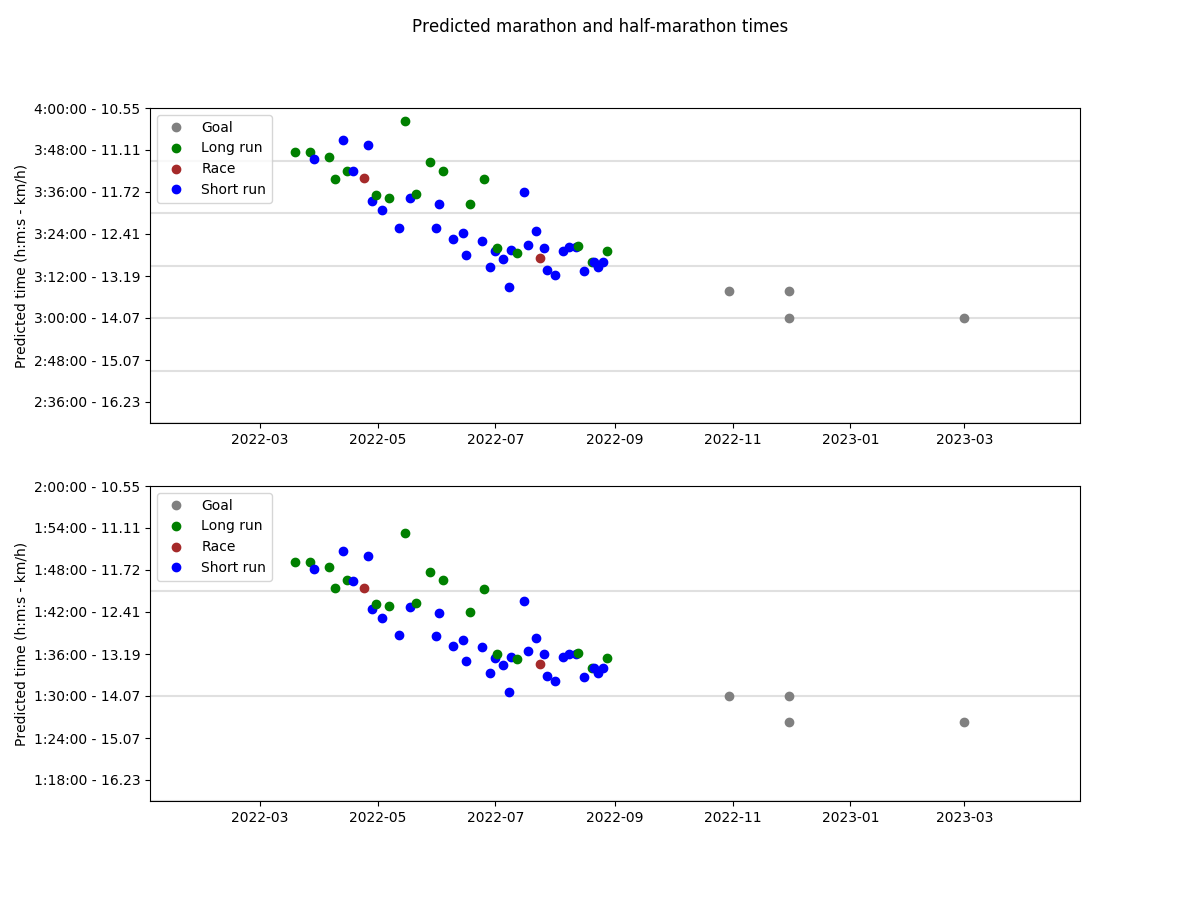 Predicted marathon and half-marathon times
Predicted time (h:m:s - km/h)
4:00:00 - 10.55
3:48:00 - 11.11
3:36:00 - 11.72
3:24:00 - 12.41
3:12:00 - 13.19
3:00:00 - 14.07
2:48:00 - 15.07
2:36:00 - 16.23
Goal
Long run
Race
Short run
2022-03 2022-05 2022-07 2022-09 2022-11 2023-01 2023-03
Predicted time (h:m:s - km/h)
2:00:00 - 10.55
1:54:00 - 11.11
1:48:00 - 11.72
1:42:00 - 12.41
1:36:00 - 13.19
1:30:00 - 14.07
1:24:00 - 15.07
1:18:00 - 16.23
Goal
Long run
Race
Short run
2022-03 2022-05 2022-07 2022-09 2022-11 2023-01 2023-03